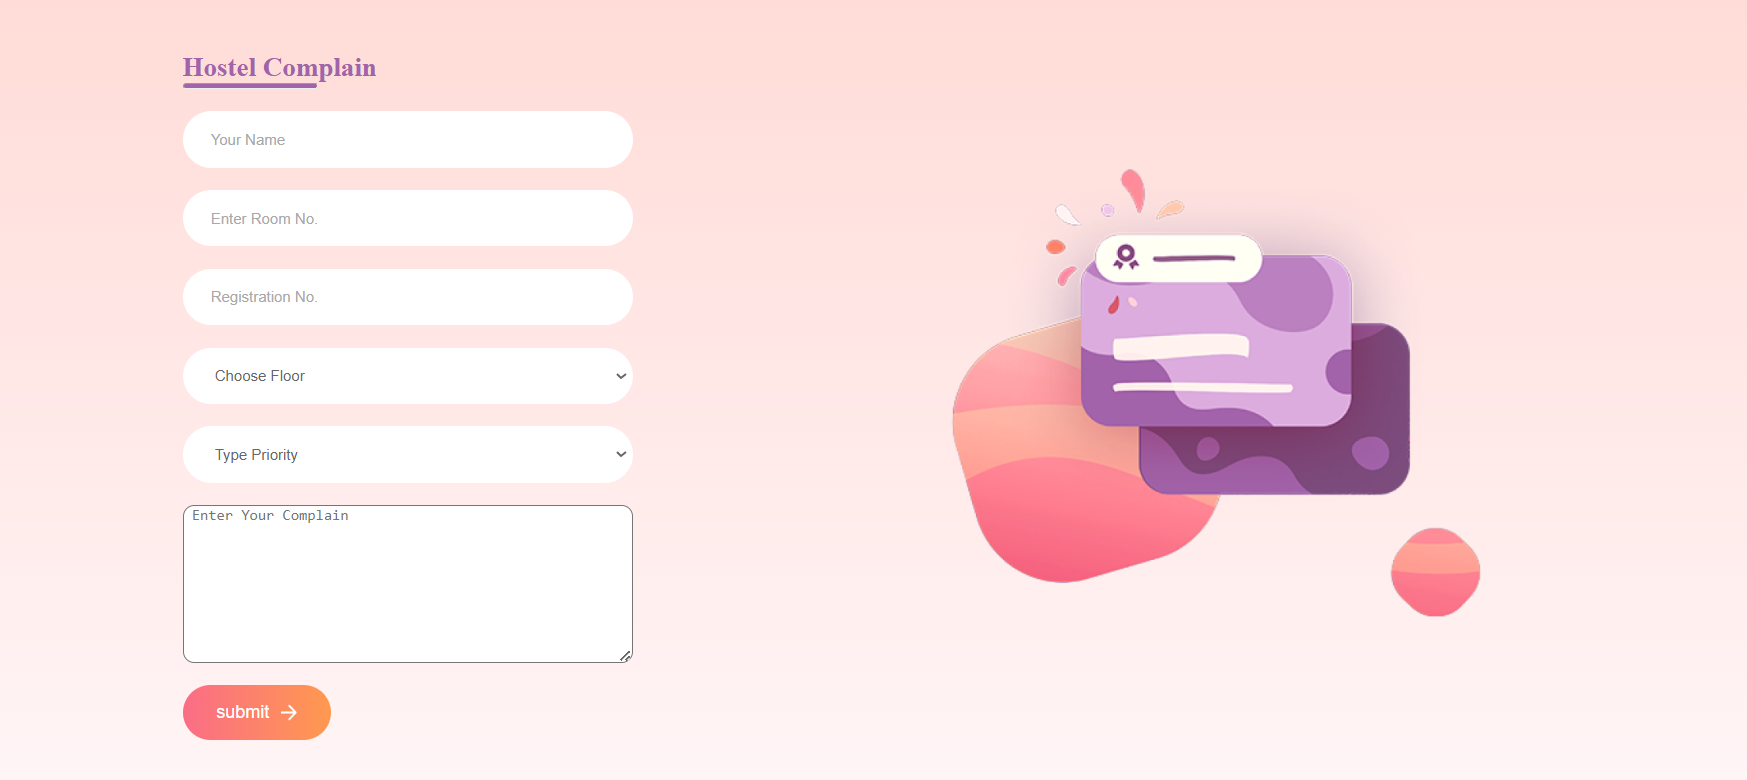 Hostel Complain
Your Name
Enter Room No.
Registration No.
Choose Floor
Type Priority
Enter Your Complain
submit